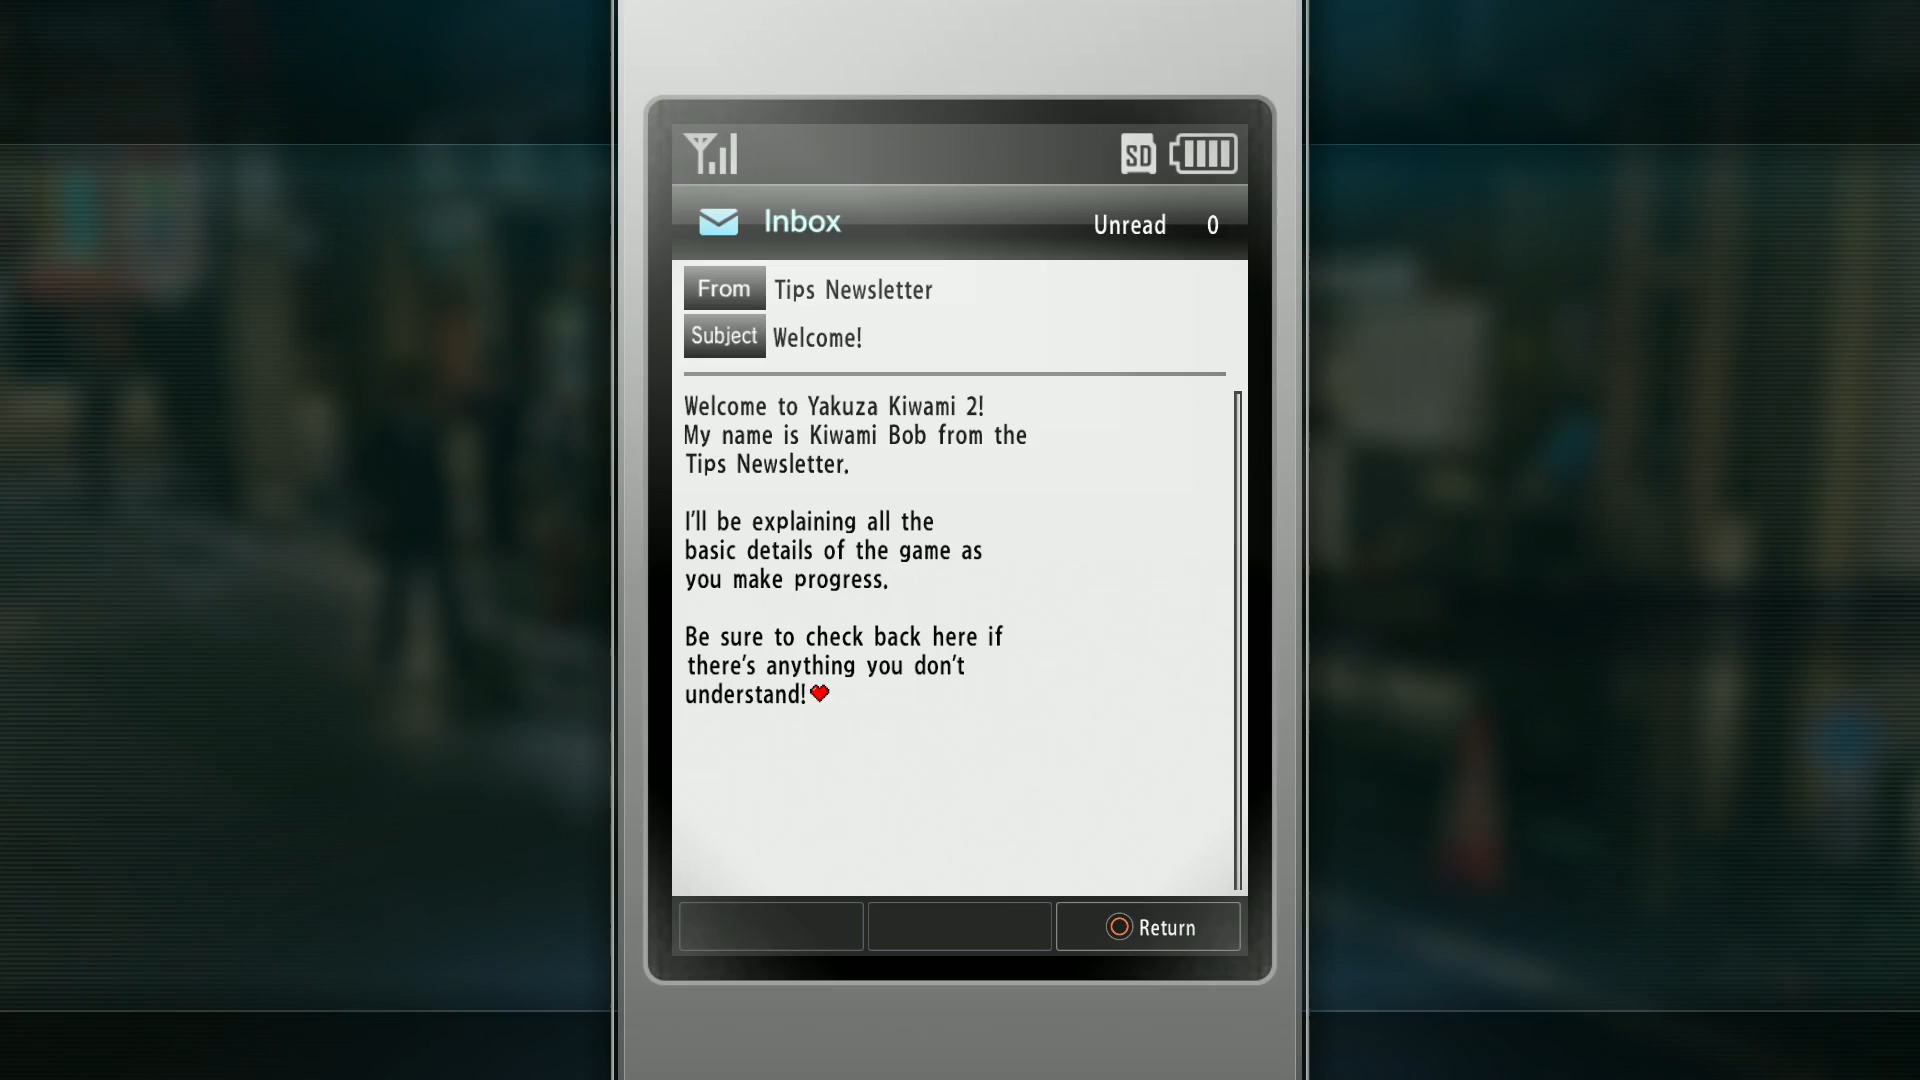 SD
Inbox
Unread 0
From Tips Newsletter
Subject Welcome!
Welcome to Yakuza Kiwami 2!
My name is Kiwami Bob from the
Tips Newsletter.
I'll be explaining all the
basic details of the game as
you make progress.
Be sure to check back here if
there's anything you don't
understand!
Return